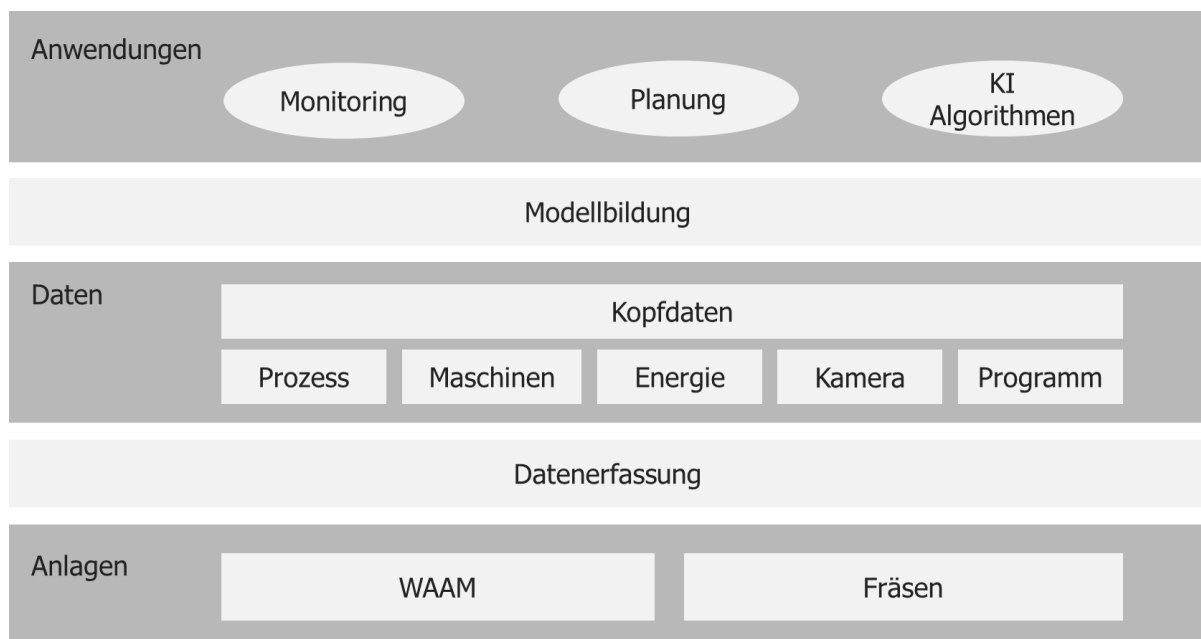 Anwendungen
Monitoring
Planung
KI
Algorithmen
Modellbildung
Daten
Kopfdaten
Prozess
Maschinen
Energie
Kamera
Programm
Datenerfassung
Anlagen
WAAM
Fräsen